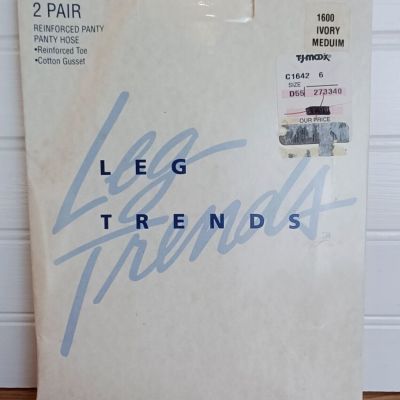 2 PAIR
REINFORCED PANTY
PANTY HOSE
•Reinforced Toe
•Cotton Gusset
1600
IVORY
MEDUIM
T·J·maxx
C1642 6
SIZE
D55 273340
OUR PRICE
Leg
LEG
TRENDS
Trends